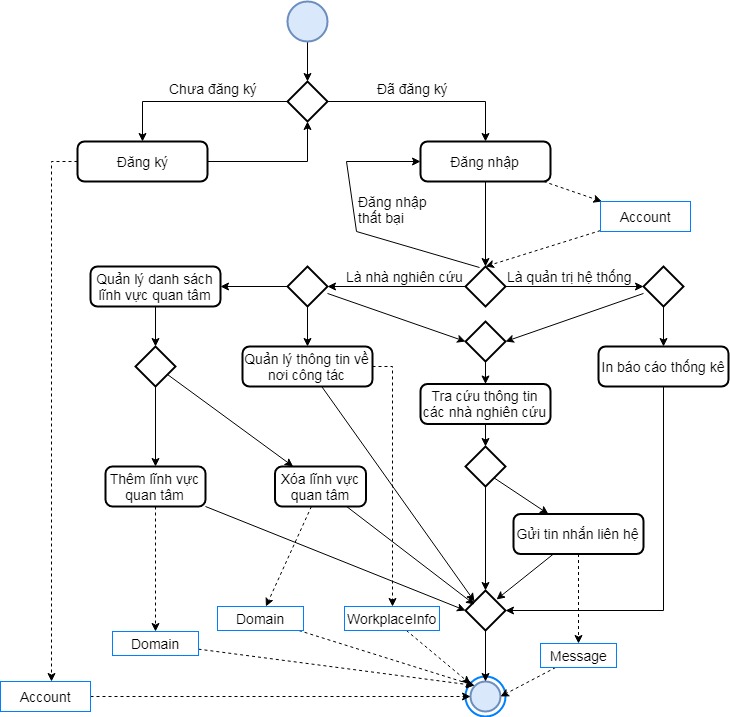 Chưa đăng ký
Đã đăng ký
Đăng ký
Đăng nhập
Đăng nhập
thất bại
Account
Quản lý danh sách
lĩnh vực quan tâm
Là nhà nghiên cứu
Là quản trị hệ thống
Quản lý thông tin về
nơi công tác
In báo cáo thống kê
Tra cứu thông tin
các nhà nghiên cứu
Thêm lĩnh vực
quan tâm
Xóa lĩnh vực
quan tâm
Gửi tin nhắn liên hệ
Domain
WorkplaceInfo
Domain
Message
Account